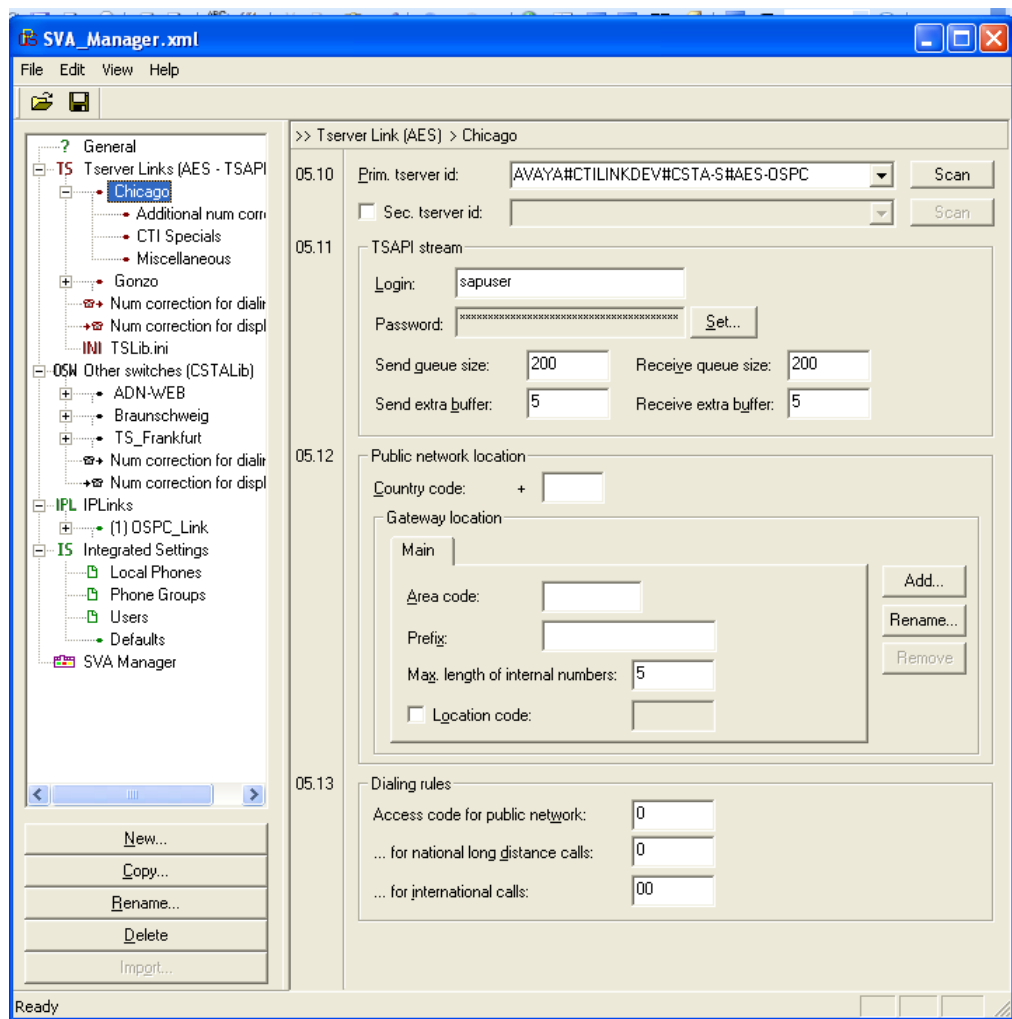 SVA_Manager.xml
File Edit View Help
? General
TS Tserver Links (AES - TSAPI
Chicago
Additional num corr
CTI Specials
Miscellaneous
Gonzo
Num correction for dialin
Num correction for displ
INI TSLib.ini
OSW Other switches (CSTALib)
ADN-WEB
Braunschweig
TS_Frankfurt
Num correction for dialin
Num correction for displ
IPL IPLinks
(1) OSPC_Link
IS Integrated Settings
Local Phones
Phone Groups
Users
Defaults
SVA Manager
New...
Copy...
Rename...
Delete
Import...
>> Tserver Link (AES) > Chicago
05.10 Prim. tserver id: AVAYA#CTILINKDEV#CSTA-S#AES-OSPC Scan
Sec. tserver id: Scan
05.11 TSAPI stream
Login: sapuser
Password: **************************************** Set...
Send queue size: 200 Receive queue size: 200
Send extra buffer: 5 Receive extra buffer: 5
05.12 Public network location
Country code: +
Gateway location
Main
Area code:
Prefix:
Max. length of internal numbers: 5
Location code:
Add...
Rename...
Remove
05.13 Dialing rules
Access code for public network: 0
... for national long distance calls: 0
... for international calls: 00
Ready